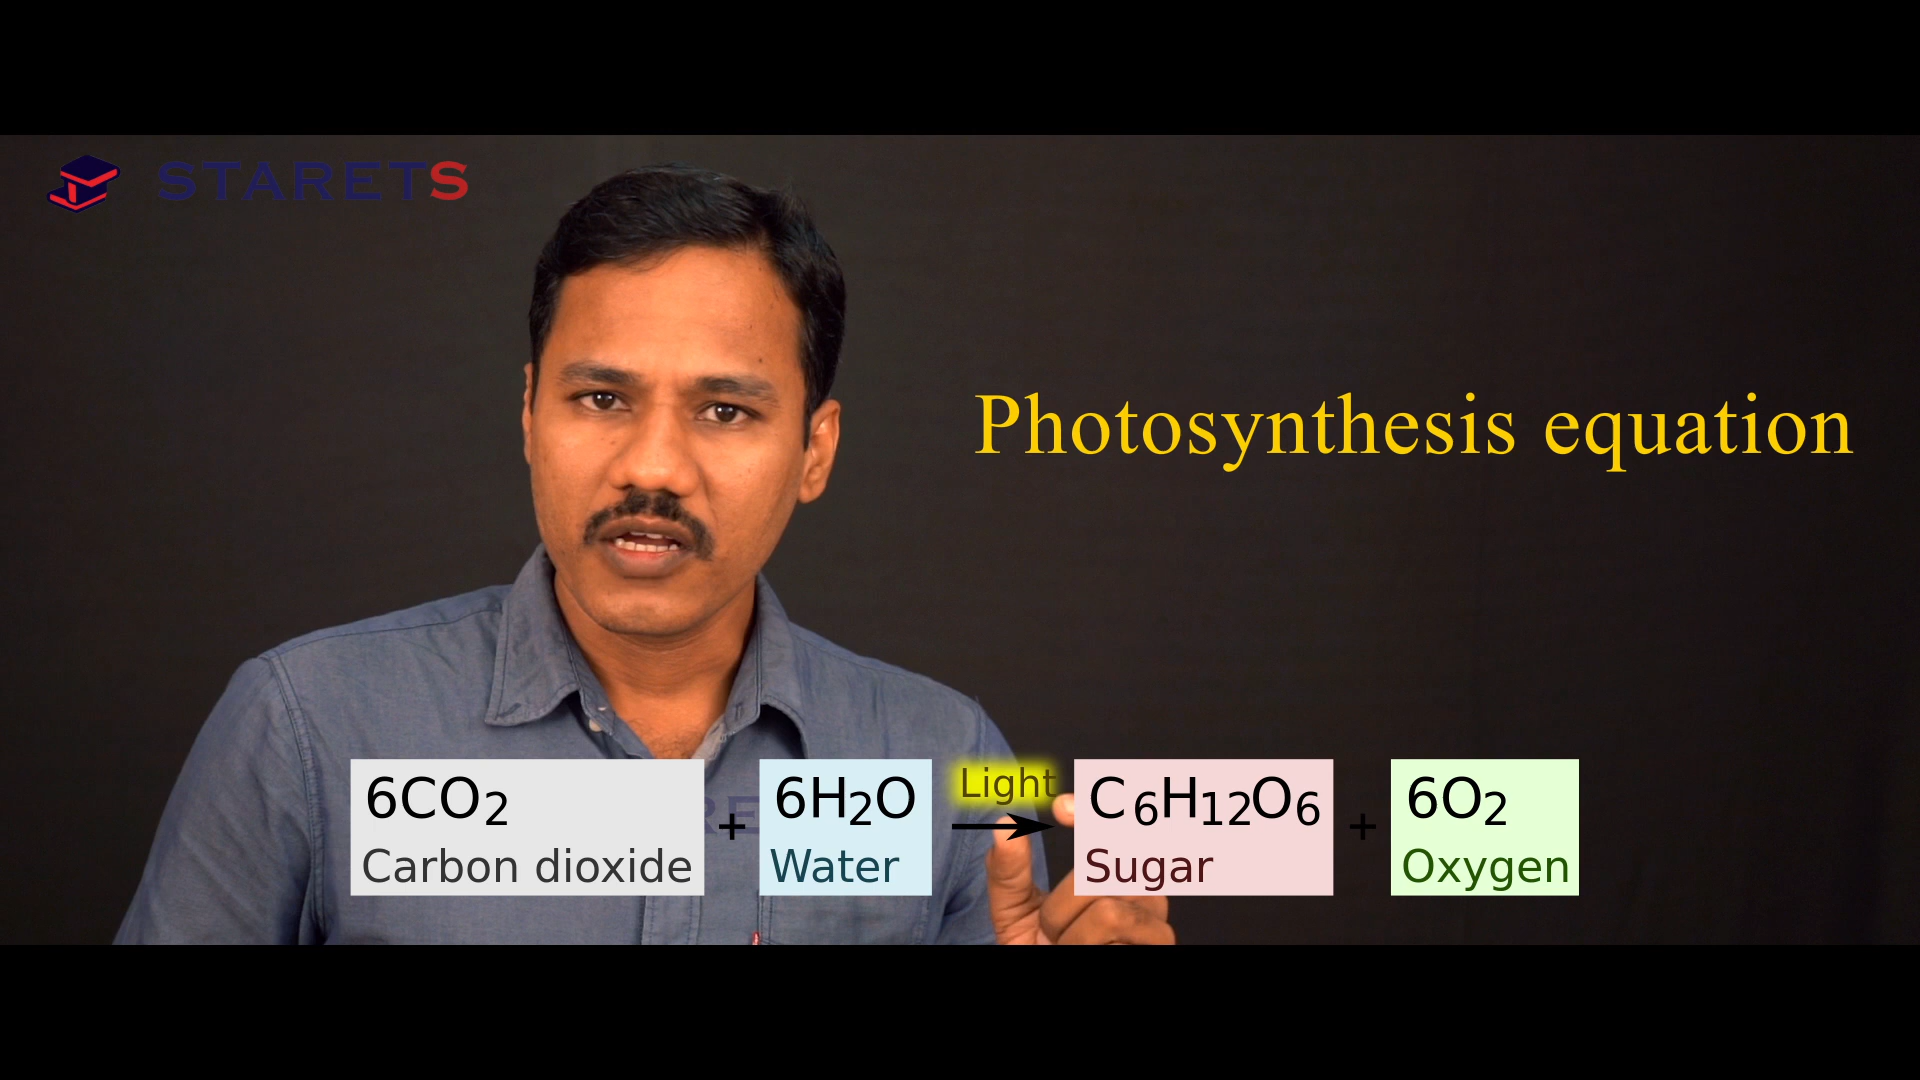 STARETS
Photosynthesis equation
6CO₂ + 6H₂O Light → C₆H₁₂O₆ + 6O₂
Carbon dioxide Water Sugar Oxygen